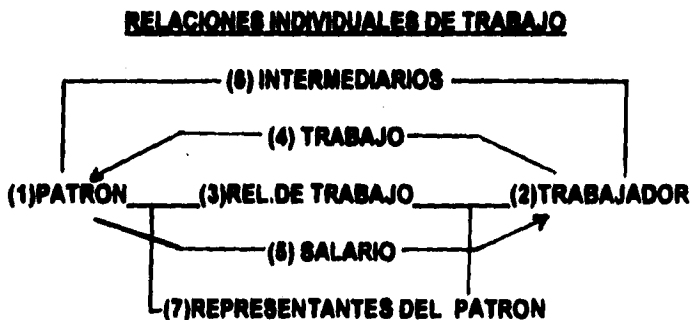 RELACIONES INDIVIDUALES DE TRABAJO
(6) INTERMEDIARIOS
(4) TRABAJO
(1)PATRON (3)REL.DE TRABAJO (2)TRABAJADOR
(5) SALARIO
(7)REPRESENTANTES DEL PATRON